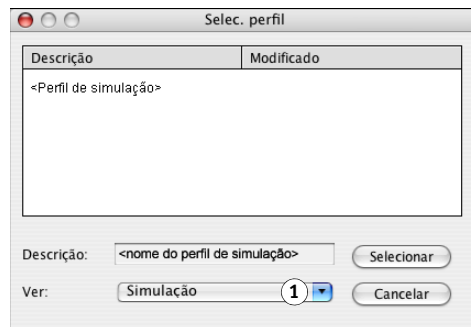 Selec. perfil
Descrição Modificado
<Perfil de simulação>
Descrição: <nome do perfil de simulação> Selecionar
Ver: Simulação 1 Cancelar